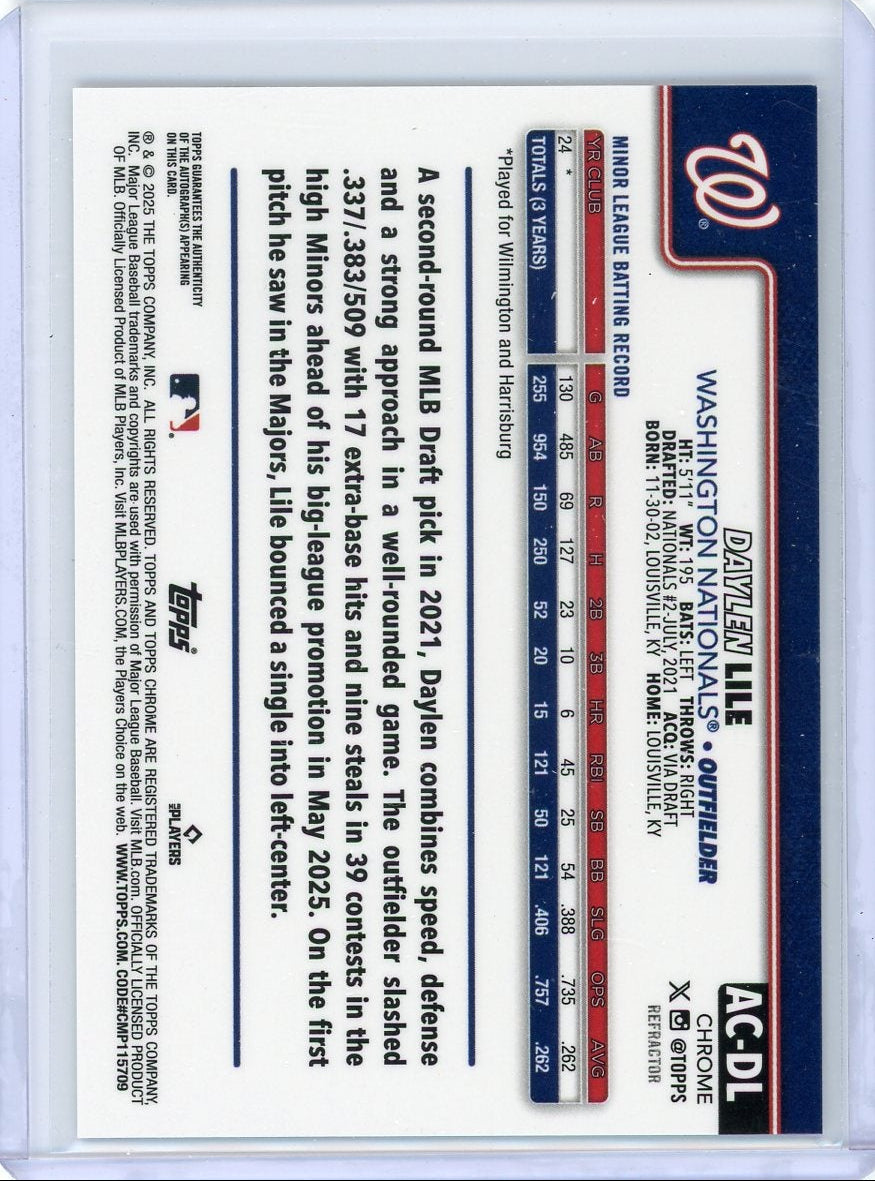 W®
AC-DL
CHROME
@TOPPS
REFRACTOR
DAYLEN LILE
WASHINGTON NATIONALS® • OUTFIELDER
HT: 5'11" WT: 195 BATS: LEFT THROWS: RIGHT
DRAFTED: NATIONALS #2-JULY, 2021 ACQ: VIA DRAFT
BORN: 11-30-02, LOUISVILLE, KY HOME: LOUISVILLE, KY
MINOR LEAGUE BATTING RECORD
YR CLUB G AB R H 2B 3B HR RBI SB BB SLG OPS AVG
24 * 130 485 69 127 23 10 6 45 25 54 .388 .735 .262
TOTALS (3 YEARS) 255 954 150 250 52 20 15 121 50 121 .406 .757 .262
*Played for Wilmington and Harrisburg
A second-round MLB Draft pick in 2021, Daylen combines speed, defense
and a strong approach in a well-rounded game. The outfielder slashed
.337/.383/509 with 17 extra-base hits and nine steals in 39 contests in the
high Minors ahead of his big-league promotion in May 2025. On the first
pitch he saw in the Majors, Lile bounced a single into left-center.
TOPPS GUARANTEES THE AUTHENTICITY
OF THE AUTOGRAPH(S) APPEARING
ON THIS CARD.
topps®
MLB PLAYERS
® & © 2025 THE TOPPS COMPANY, INC. ALL RIGHTS RESERVED. TOPPS AND TOPPS CHROME ARE REGISTERED TRADEMARKS OF THE TOPPS COMPANY,
INC. Major League Baseball trademarks and copyrights are used with permission of Major League Baseball. Visit MLB.com. OFFICIALLY LICENSED PRODUCT
OF MLB. Officially Licensed Product of MLB Players, Inc. Visit MLBPLAYERS.COM, the Players Choice on the web. WWW.TOPPS.COM. CODE#CMP115709